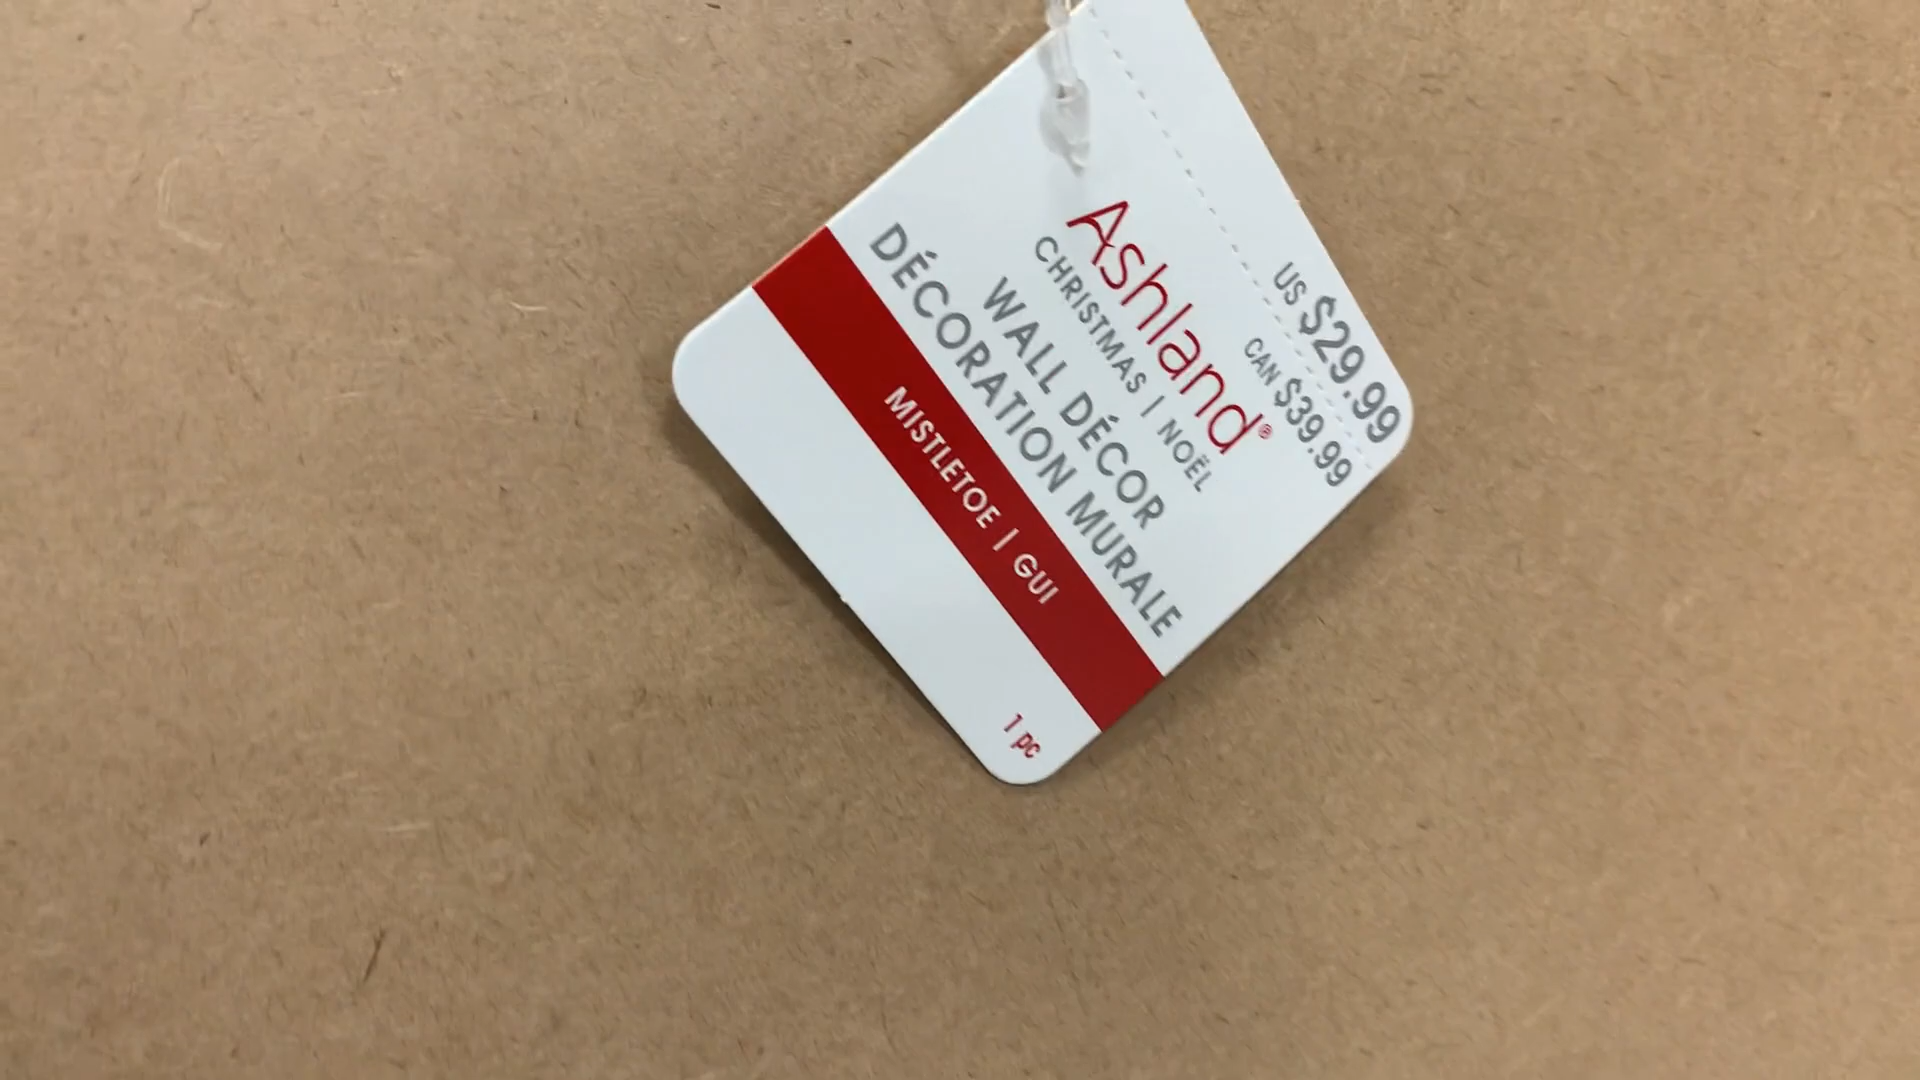 US $29.99
CAN $39.99
Ashland®
CHRISTMAS | NOËL
WALL DÉCOR
DÉCORATION MURALE
MISTLETOE | GUI
1 pc